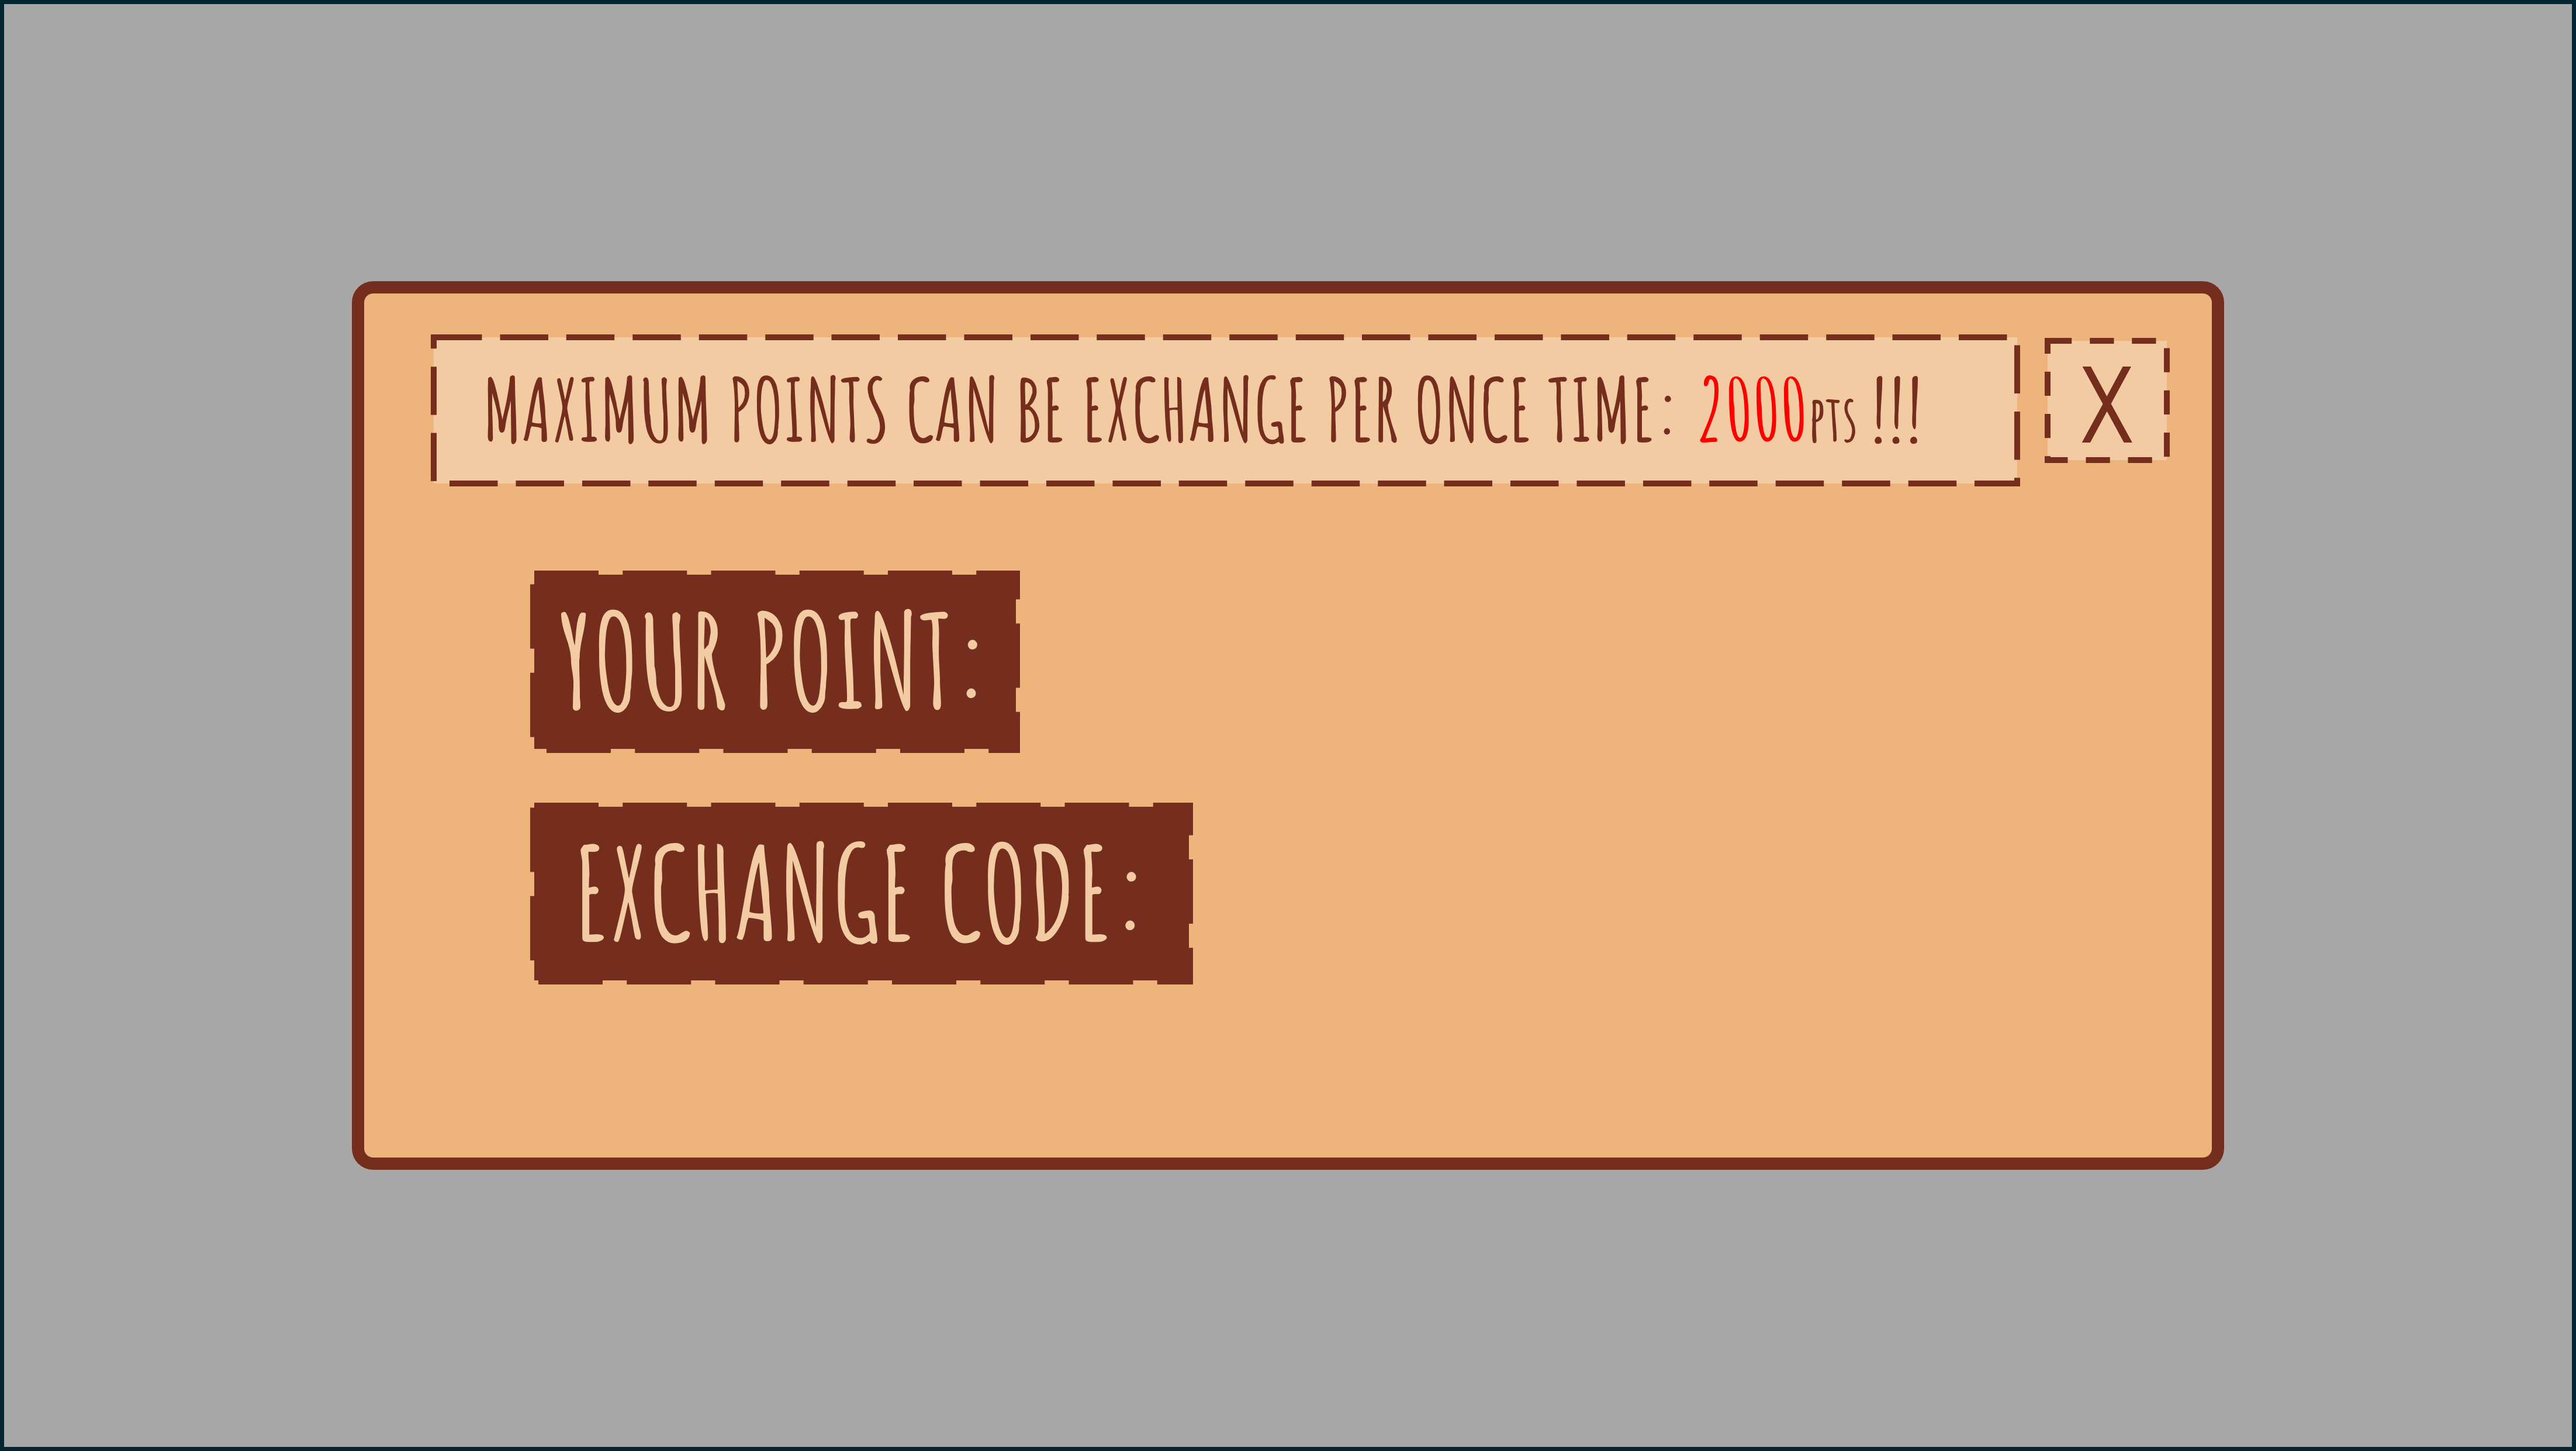 MAXIMUM POINTS CAN BE EXCHANGE PER ONCE TIME: 2000PTS !!!
X
YOUR POINT:
EXCHANGE CODE: